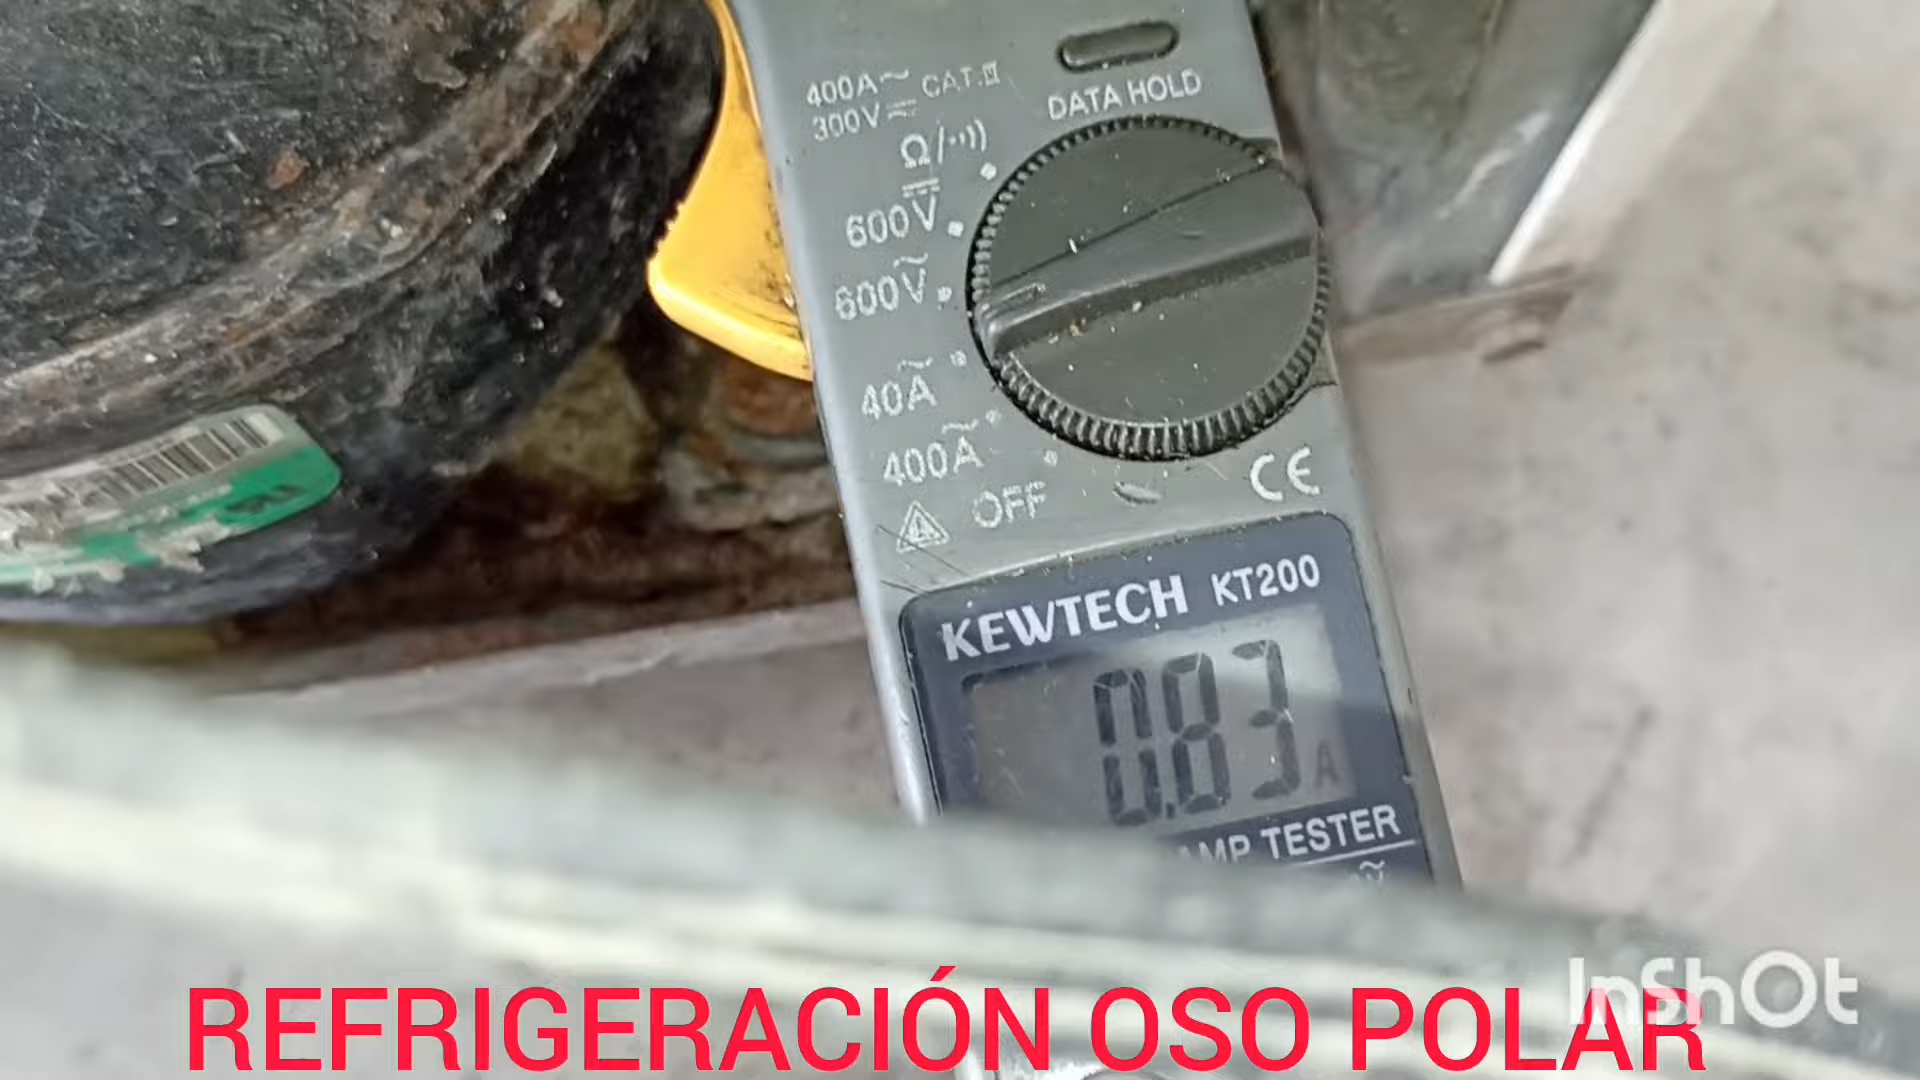 400A~ CAT.Ⅲ
300V⎓
DATA HOLD
Ω/·))
600V
600V
40A
400A
OFF
CE
KEWTECH KT200
0.83A
AMP TESTER
REFRIGERACIÓN OSO POLAR
InShOt